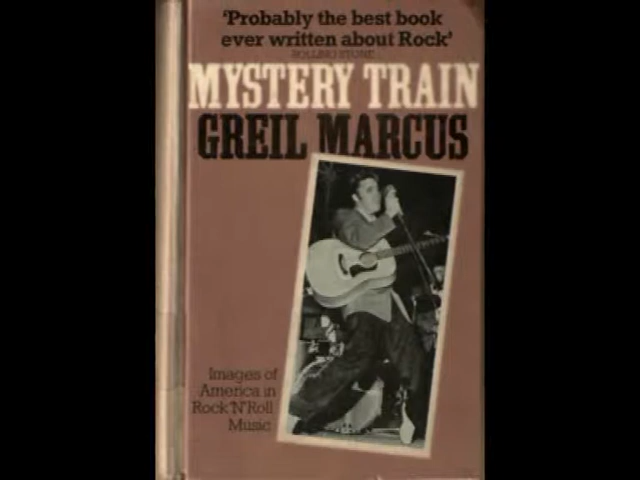 'Probably the best book
ever written about Rock'
ROLLING STONE
MYSTERY TRAIN
GREIL MARCUS
Images of
America in
Rock'N'Roll
Music